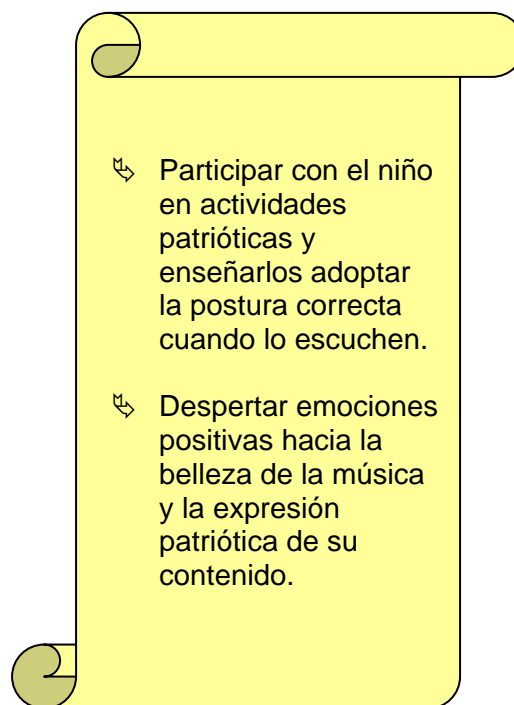 Participar con el niño
en actividades
patrióticas y
enseñarlos adoptar
la postura correcta
cuando lo escuchen.
Despertar emociones
positivas hacia la
belleza de la música
y la expresión
patriótica de su
contenido.